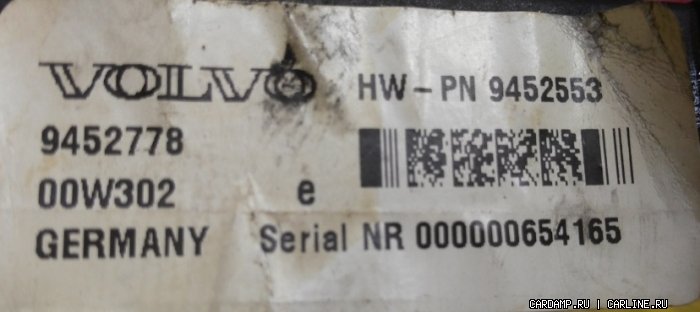 VOLVO HW-PN 9452553
9452778
00W302 e
GERMANY Serial NR 000000654165
CARDAMP.RU | CARLINE.RU